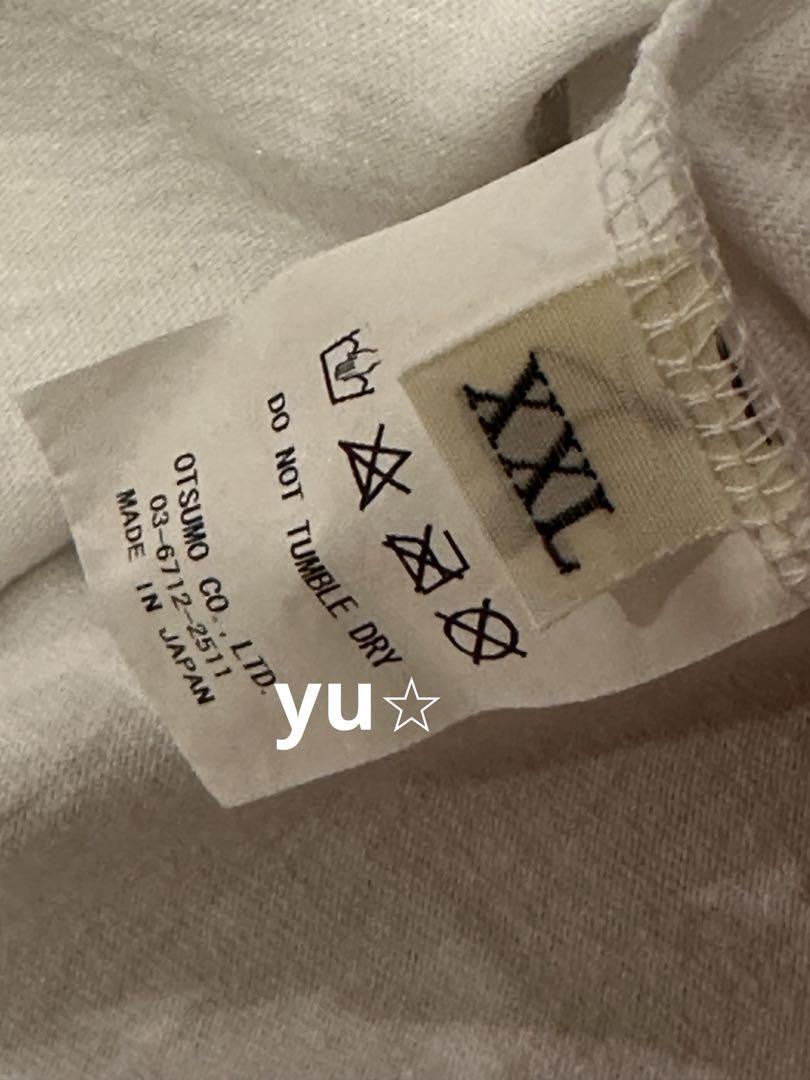 XXL
DO NOT TUMBLE DRY
OTSUMO CO.,LTD.
03-6712-2511
MADE IN JAPAN
yu☆